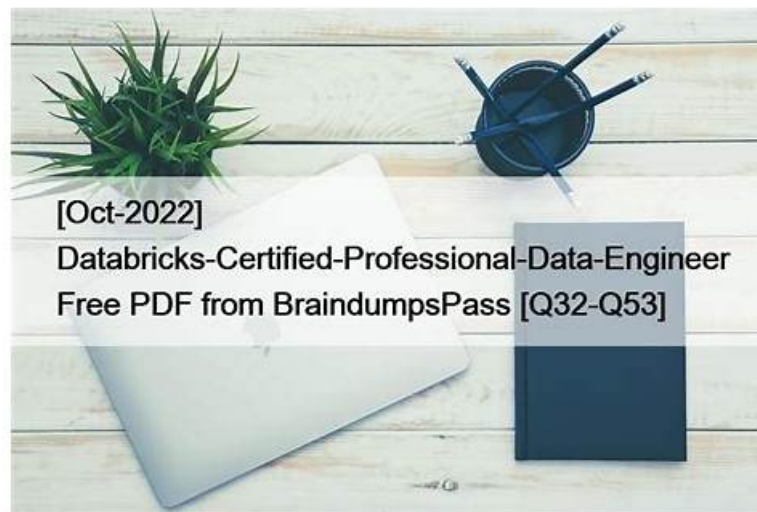 [Oct-2022]
Databricks-Certified-Professional-Data-Engineer
Free PDF from BraindumpsPass [Q32-Q53]